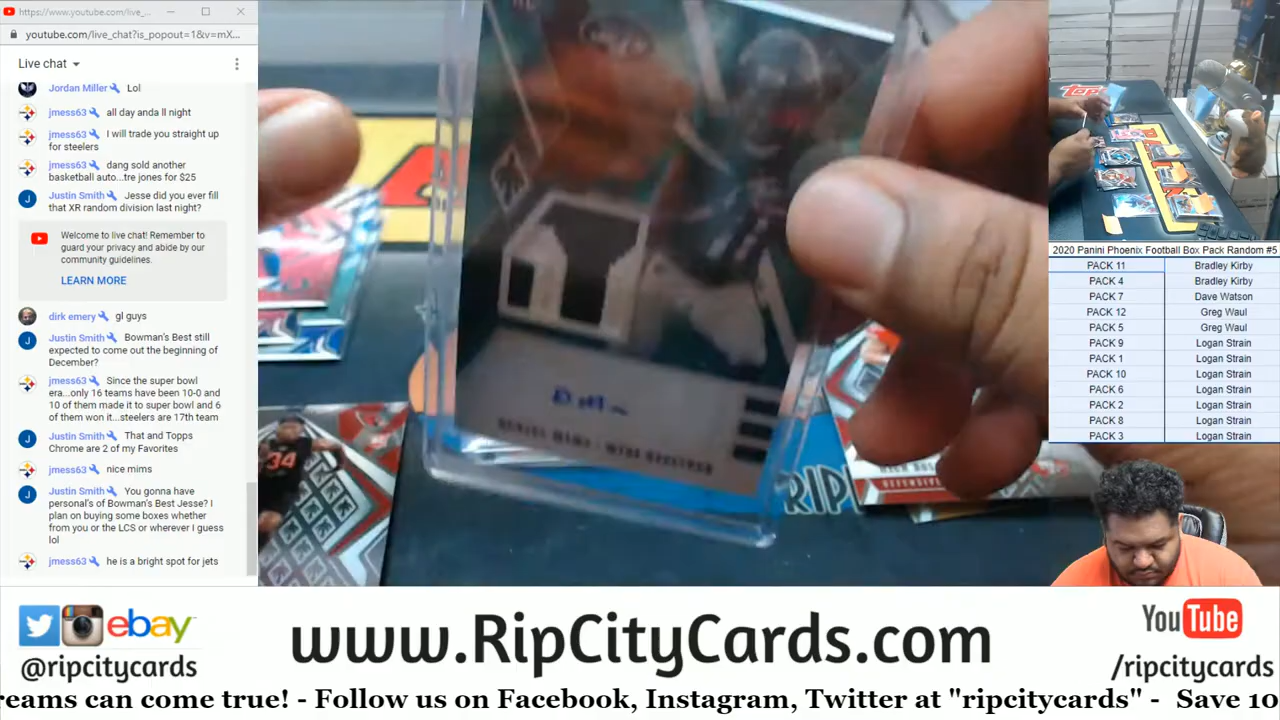 https://www.youtube.com/live_...
youtube.com/live_chat?is_popout=1&v=mX...
Live chat
Jordan Miller Lol
jmess63 all day anda ll night
jmess63 I will trade you straight up
for steelers
jmess63 dang sold another
basketball auto...tre jones for $25
Justin Smith Jesse did you ever fill
that XR random division last night?
Welcome to live chat! Remember to
guard your privacy and abide by our
community guidelines.
LEARN MORE
dirk emery gl guys
Justin Smith Bowman's Best still
expected to come out the beginning of
December?
jmess63 Since the super bowl
era...only 16 teams have been 10-0 and
10 of them made it to super bowl and 6
of them won it...steelers are 17th team
Justin Smith That and Topps
Chrome are 2 of my Favorites
jmess63 nice mims
Justin Smith You gonna have
personal's of Bowman's Best Jesse? I
plan on buying some boxes whether
from you or the LCS or wherever I guess
lol
jmess63 he is a bright spot for jets
DENZEL MIMS - WIDE RECEIVER
34
RIP
NICK BOS
DEFENSIVE
Topps
2020 Panini Phoenix Football Box Pack Random #5
PACK 11 Bradley Kirby
PACK 4 Bradley Kirby
PACK 7 Dave Watson
PACK 12 Greg Waul
PACK 5 Greg Waul
PACK 9 Logan Strain
PACK 1 Logan Strain
PACK 10 Logan Strain
PACK 6 Logan Strain
PACK 2 Logan Strain
PACK 8 Logan Strain
PACK 3 Logan Strain
ebay
@ripcitycards
www.RipCityCards.com
YouTube
/ripcitycards
reams can come true! - Follow us on Facebook, Instagram, Twitter at "ripcitycards" - Save 10